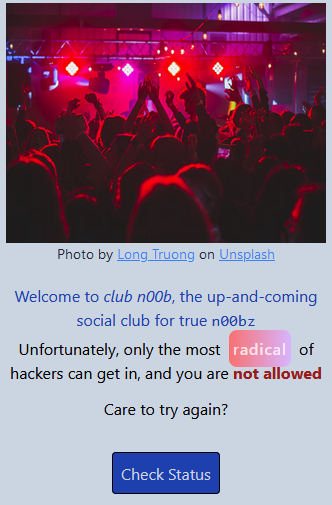 Photo by Long Truong on Unsplash
Welcome to club n00b, the up-and-coming
social club for true n00bz
Unfortunately, only the most radical of
hackers can get in, and you are not allowed
Care to try again?
Check Status